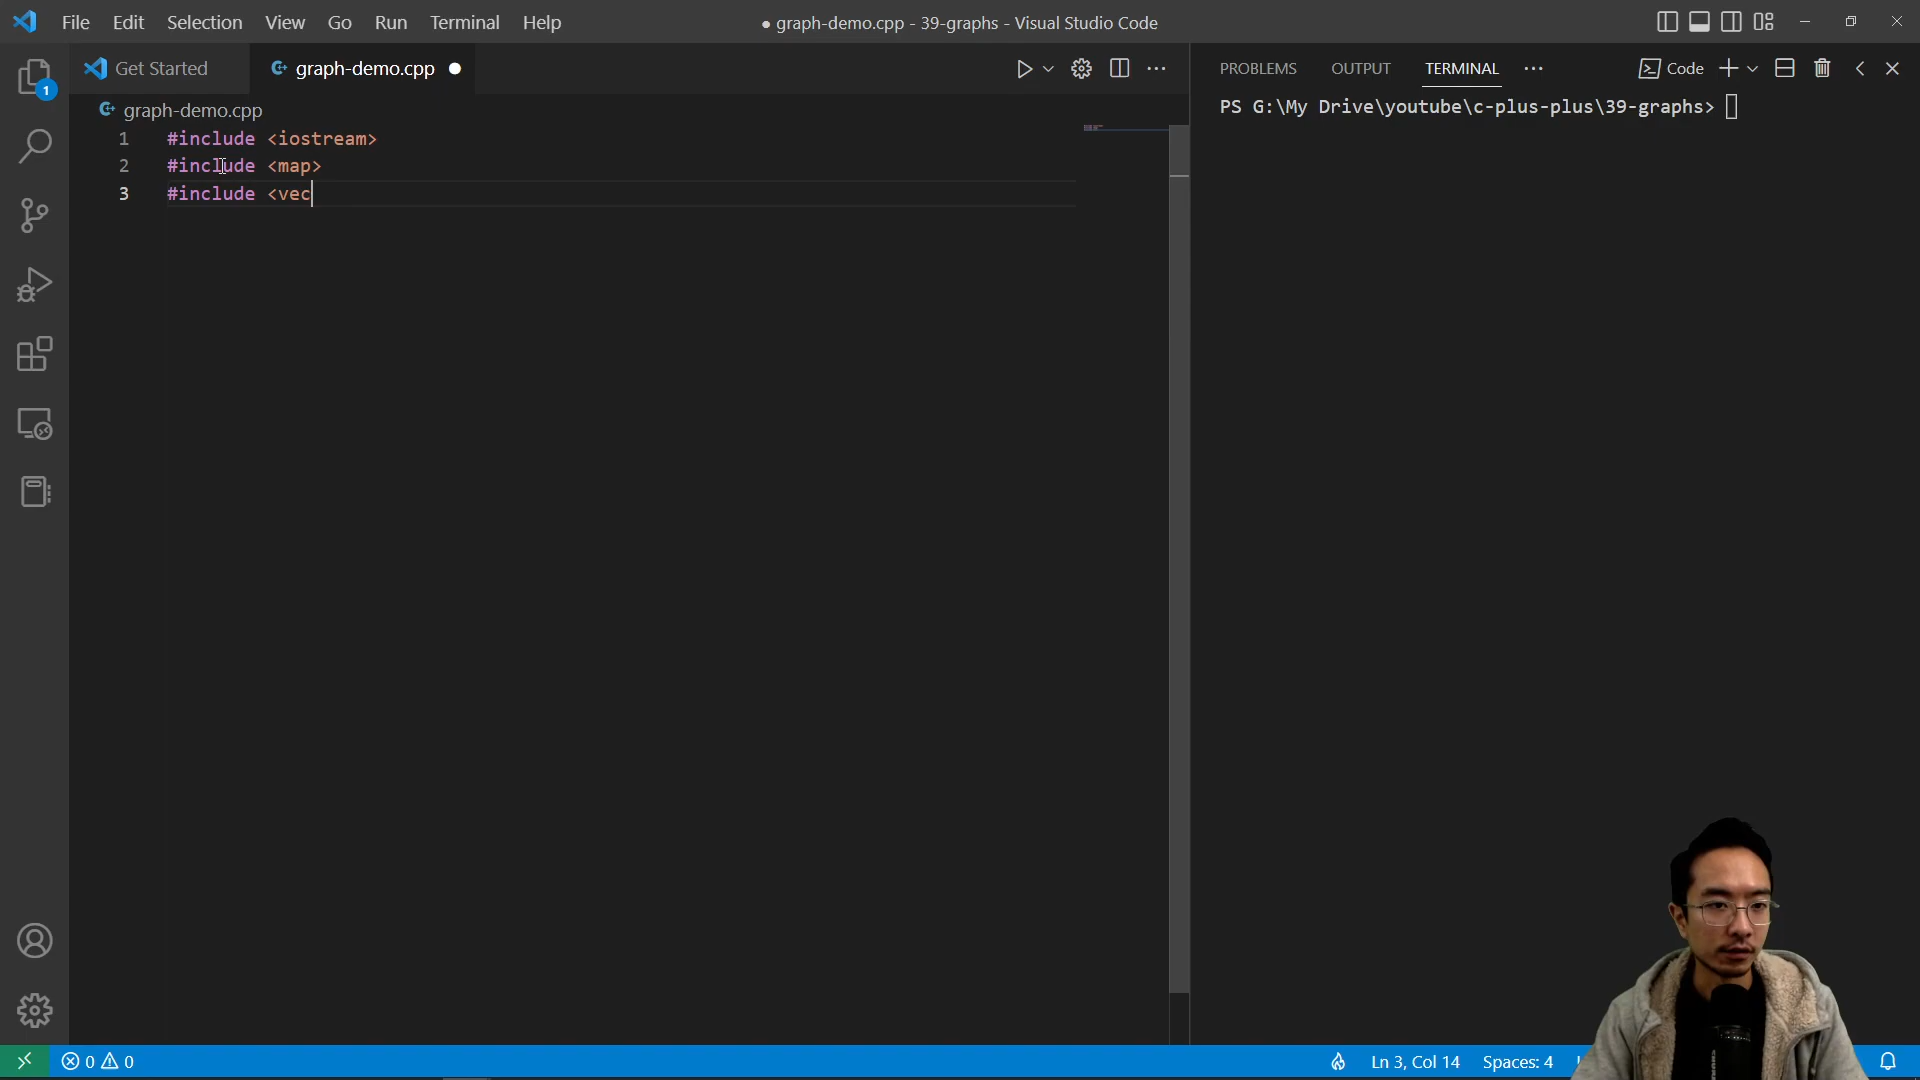 File Edit Selection View Go Run Terminal Help
● graph-demo.cpp - 39-graphs - Visual Studio Code
Get Started
graph-demo.cpp
PROBLEMS OUTPUT TERMINAL
Code
1
graph-demo.cpp
PS G:\My Drive\youtube\c-plus-plus\39-graphs>
1 #include <iostream>
2 #include <map>
3 #include <vec
0 0
Ln 3, Col 14 Spaces: 4